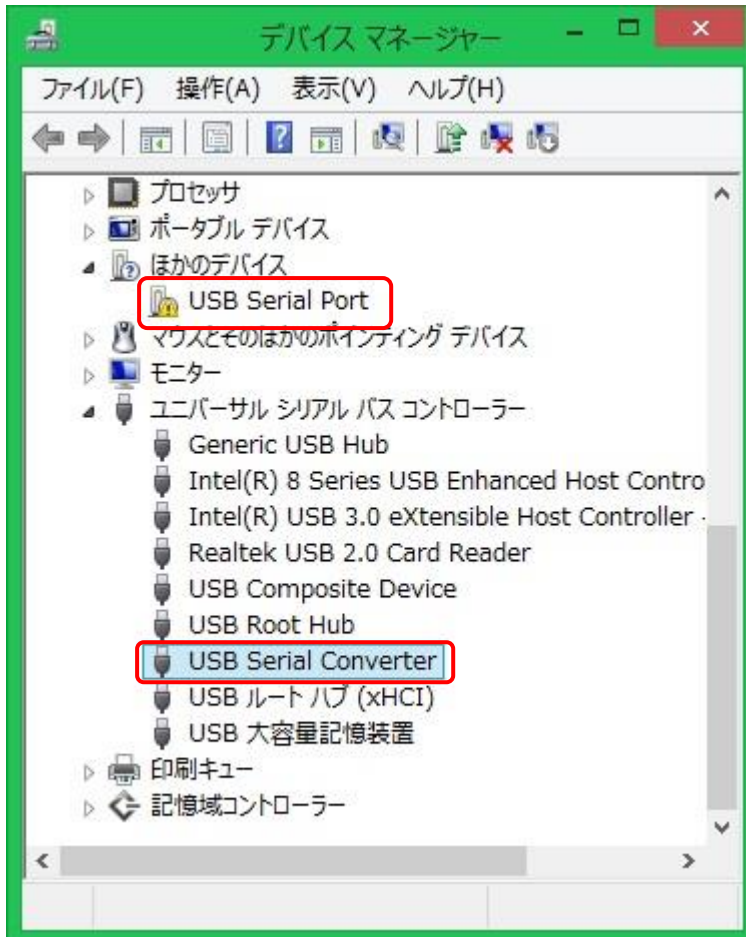 デバイス マネージャー
ファイル(F) 操作(A) 表示(V) ヘルプ(H)
プロセッサ
ポータブル デバイス
ほかのデバイス
USB Serial Port
マウスとそのほかのポインティング デバイス
モニター
ユニバーサル シリアル バス コントローラー
Generic USB Hub
Intel(R) 8 Series USB Enhanced Host Contro
Intel(R) USB 3.0 eXtensible Host Controller -
Realtek USB 2.0 Card Reader
USB Composite Device
USB Root Hub
USB Serial Converter
USB ルート ハブ (xHCI)
USB 大容量記憶装置
印刷キュー
記憶域コントローラー